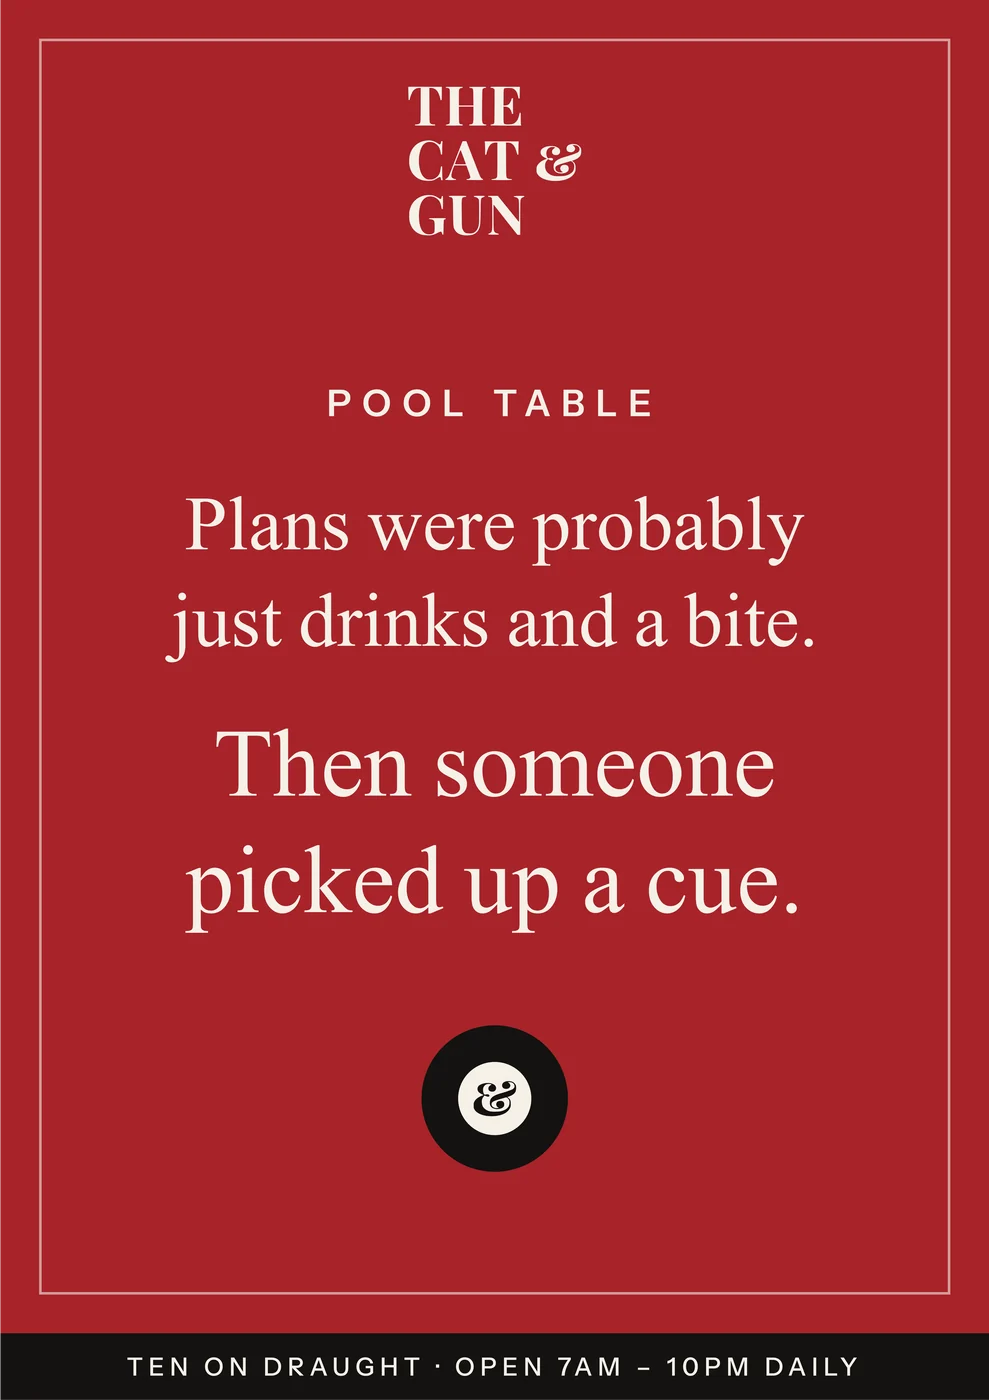 THE
CAT &
GUN
POOL TABLE
Plans were probably
just drinks and a bite.
Then someone
picked up a cue.
&
TEN ON DRAUGHT · OPEN 7AM – 10PM DAILY